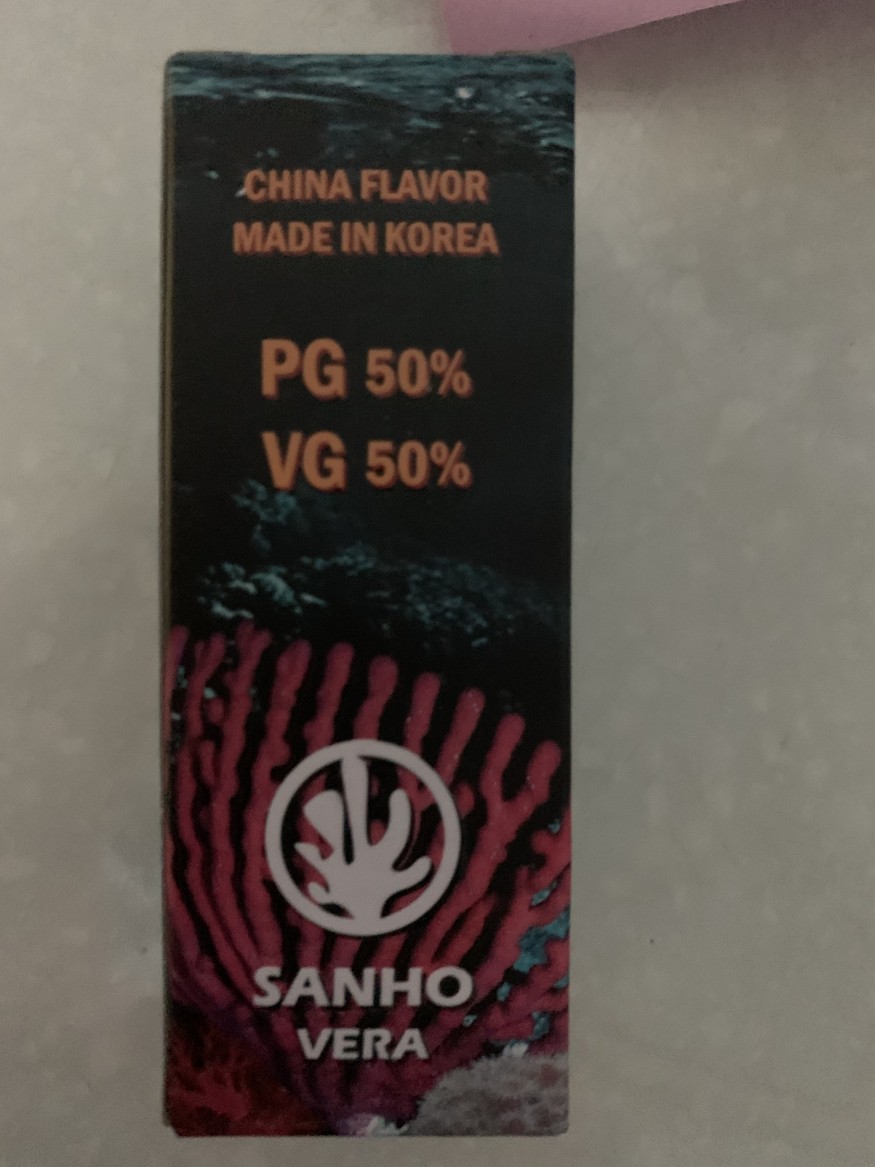 CHINA FLAVOR
MADE IN KOREA
PG 50%
VG 50%
SANHO
VERA